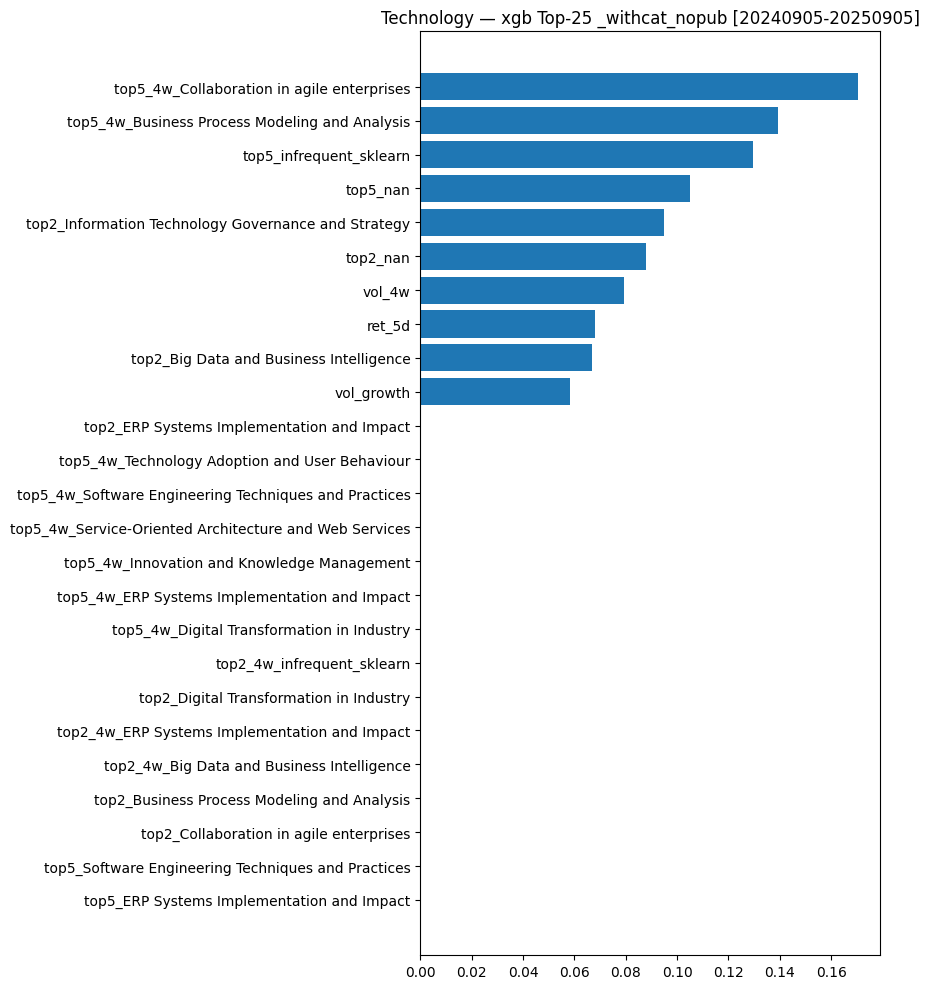 Technology — xgb Top-25 _withcat_nopub [20240905-20250905]
top5_4w_Collaboration in agile enterprises
top5_4w_Business Process Modeling and Analysis
top5_infrequent_sklearn
top5_nan
top2_Information Technology Governance and Strategy
top2_nan
vol_4w
ret_5d
top2_Big Data and Business Intelligence
vol_growth
top2_ERP Systems Implementation and Impact
top5_4w_Technology Adoption and User Behaviour
top5_4w_Software Engineering Techniques and Practices
top5_4w_Service-Oriented Architecture and Web Services
top5_4w_Innovation and Knowledge Management
top5_4w_ERP Systems Implementation and Impact
top5_4w_Digital Transformation in Industry
top2_4w_infrequent_sklearn
top2_Digital Transformation in Industry
top2_4w_ERP Systems Implementation and Impact
top2_4w_Big Data and Business Intelligence
top2_Business Process Modeling and Analysis
top2_Collaboration in agile enterprises
top5_Software Engineering Techniques and Practices
top5_ERP Systems Implementation and Impact
0.00 0.02 0.04 0.06 0.08 0.10 0.12 0.14 0.16